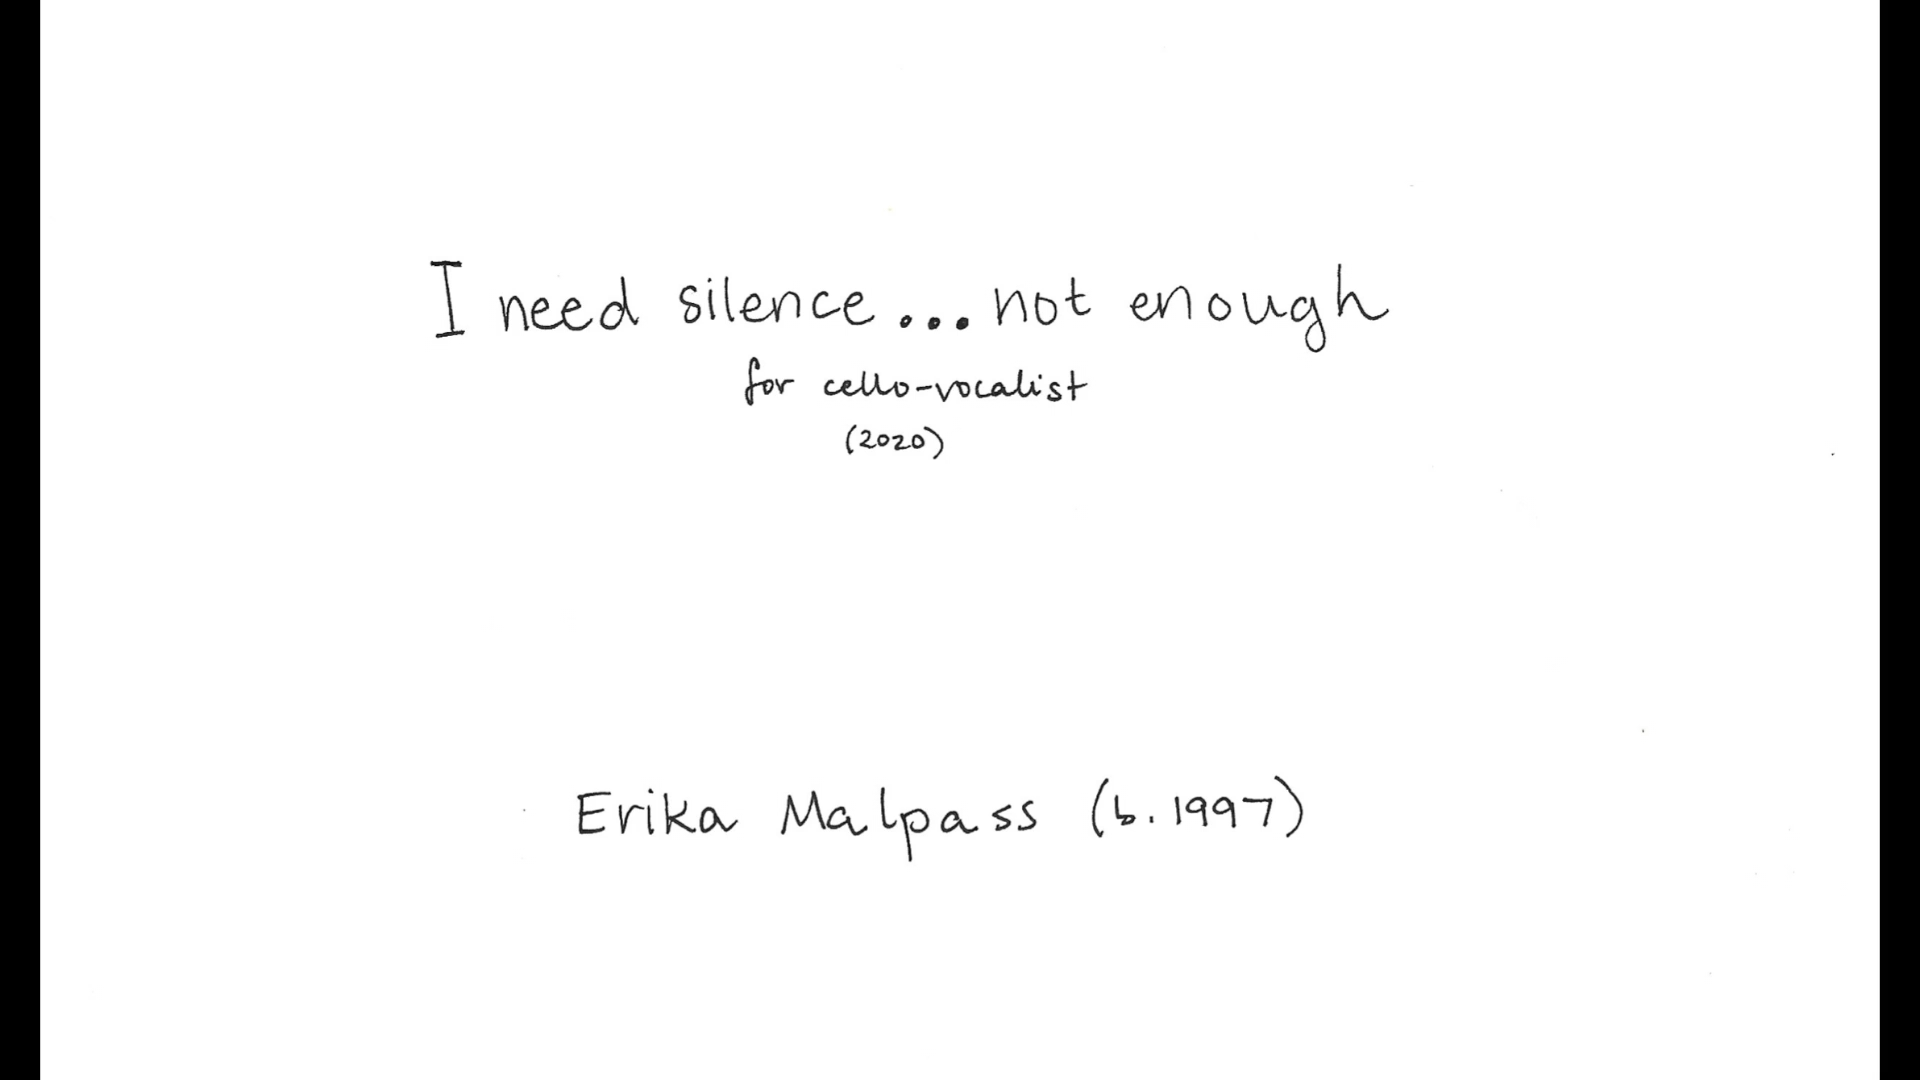 I need silence... not enough
for cello-vocalist
(2020)
Erika Malpass (b. 1997)